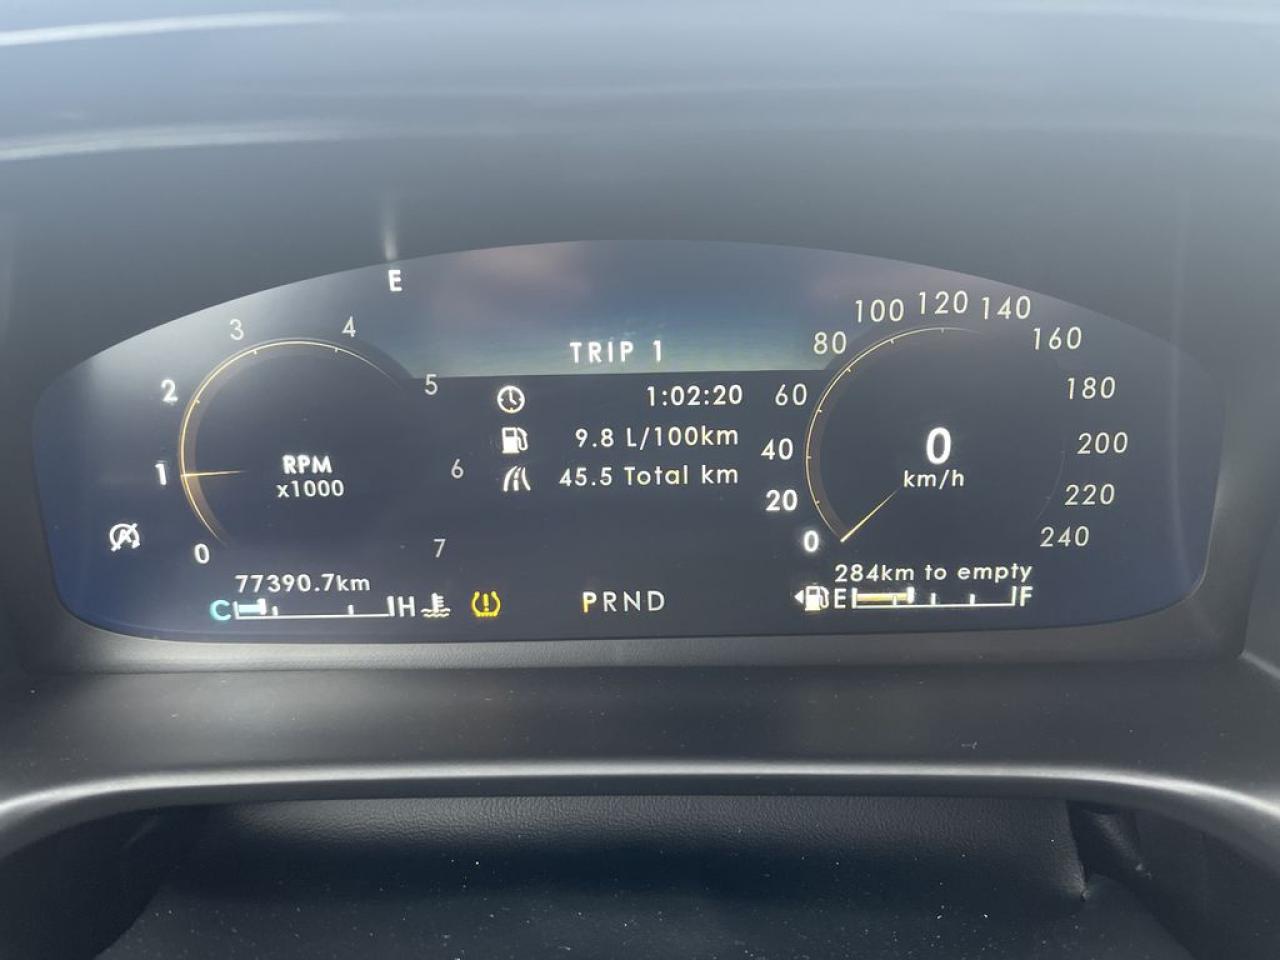 E
TRIP 1
1:02:20
9.8 L/100km
45.5 Total km
0
1
2
3
4
5
6
7
RPM
x1000
0
20
40
60
80
100
120
140
160
180
200
220
240
0
km/h
77390.7km
C H
PRND
284km to empty
E F